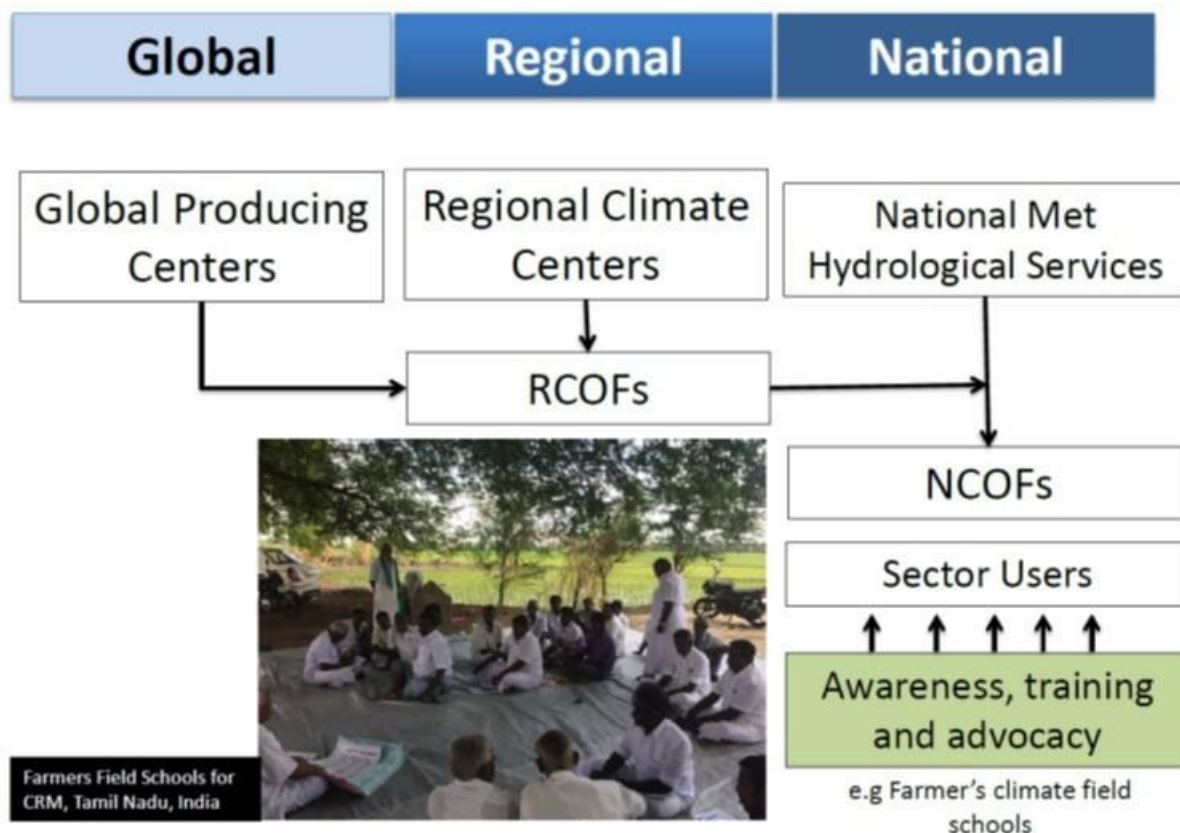 Global
Regional
National
Global Producing
Centers
Regional Climate
Centers
National Met
Hydrological Services
RCOFs
NCOFs
Sector Users
Awareness, training
and advocacy
e.g Farmer's climate field
schools
Farmers Field Schools for
CRM, Tamil Nadu, India